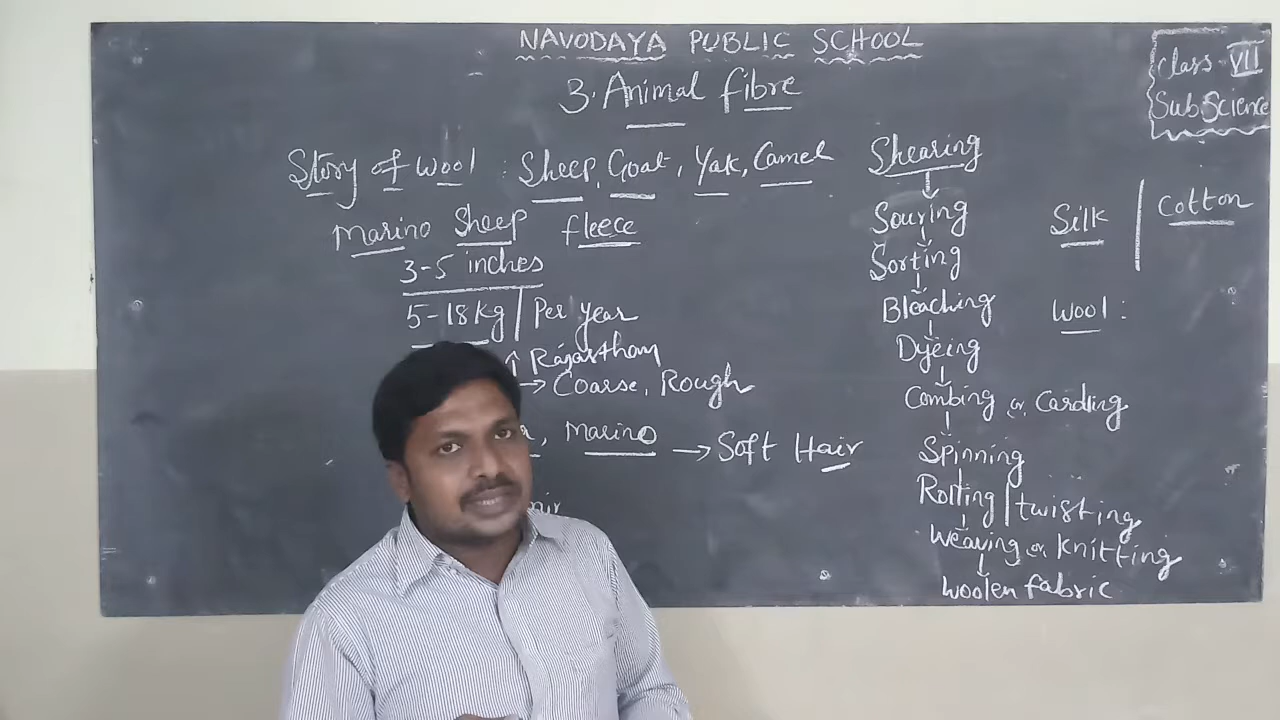 NAVODAYA PUBLIC SCHOOL
Class VII
Sub Science
3. Animal fibre
Story of Wool : Sheep, Goat, Yak, Camel
Marino Sheep fleece
3-5 inches
5-18 kg / Per year
↑ Rajasthan
→ Coarse, Rough
, Marino → Soft Hair
Shearing
↓
Souring
↓
Sorting
↓
Bleaching
↓
Dyeing
↓
Combing or Carding
↓
Spinning
↓
Rolling / twisting
↓
Weaving or Knitting
↓
Woolen fabric
Silk | Cotton
Wool :